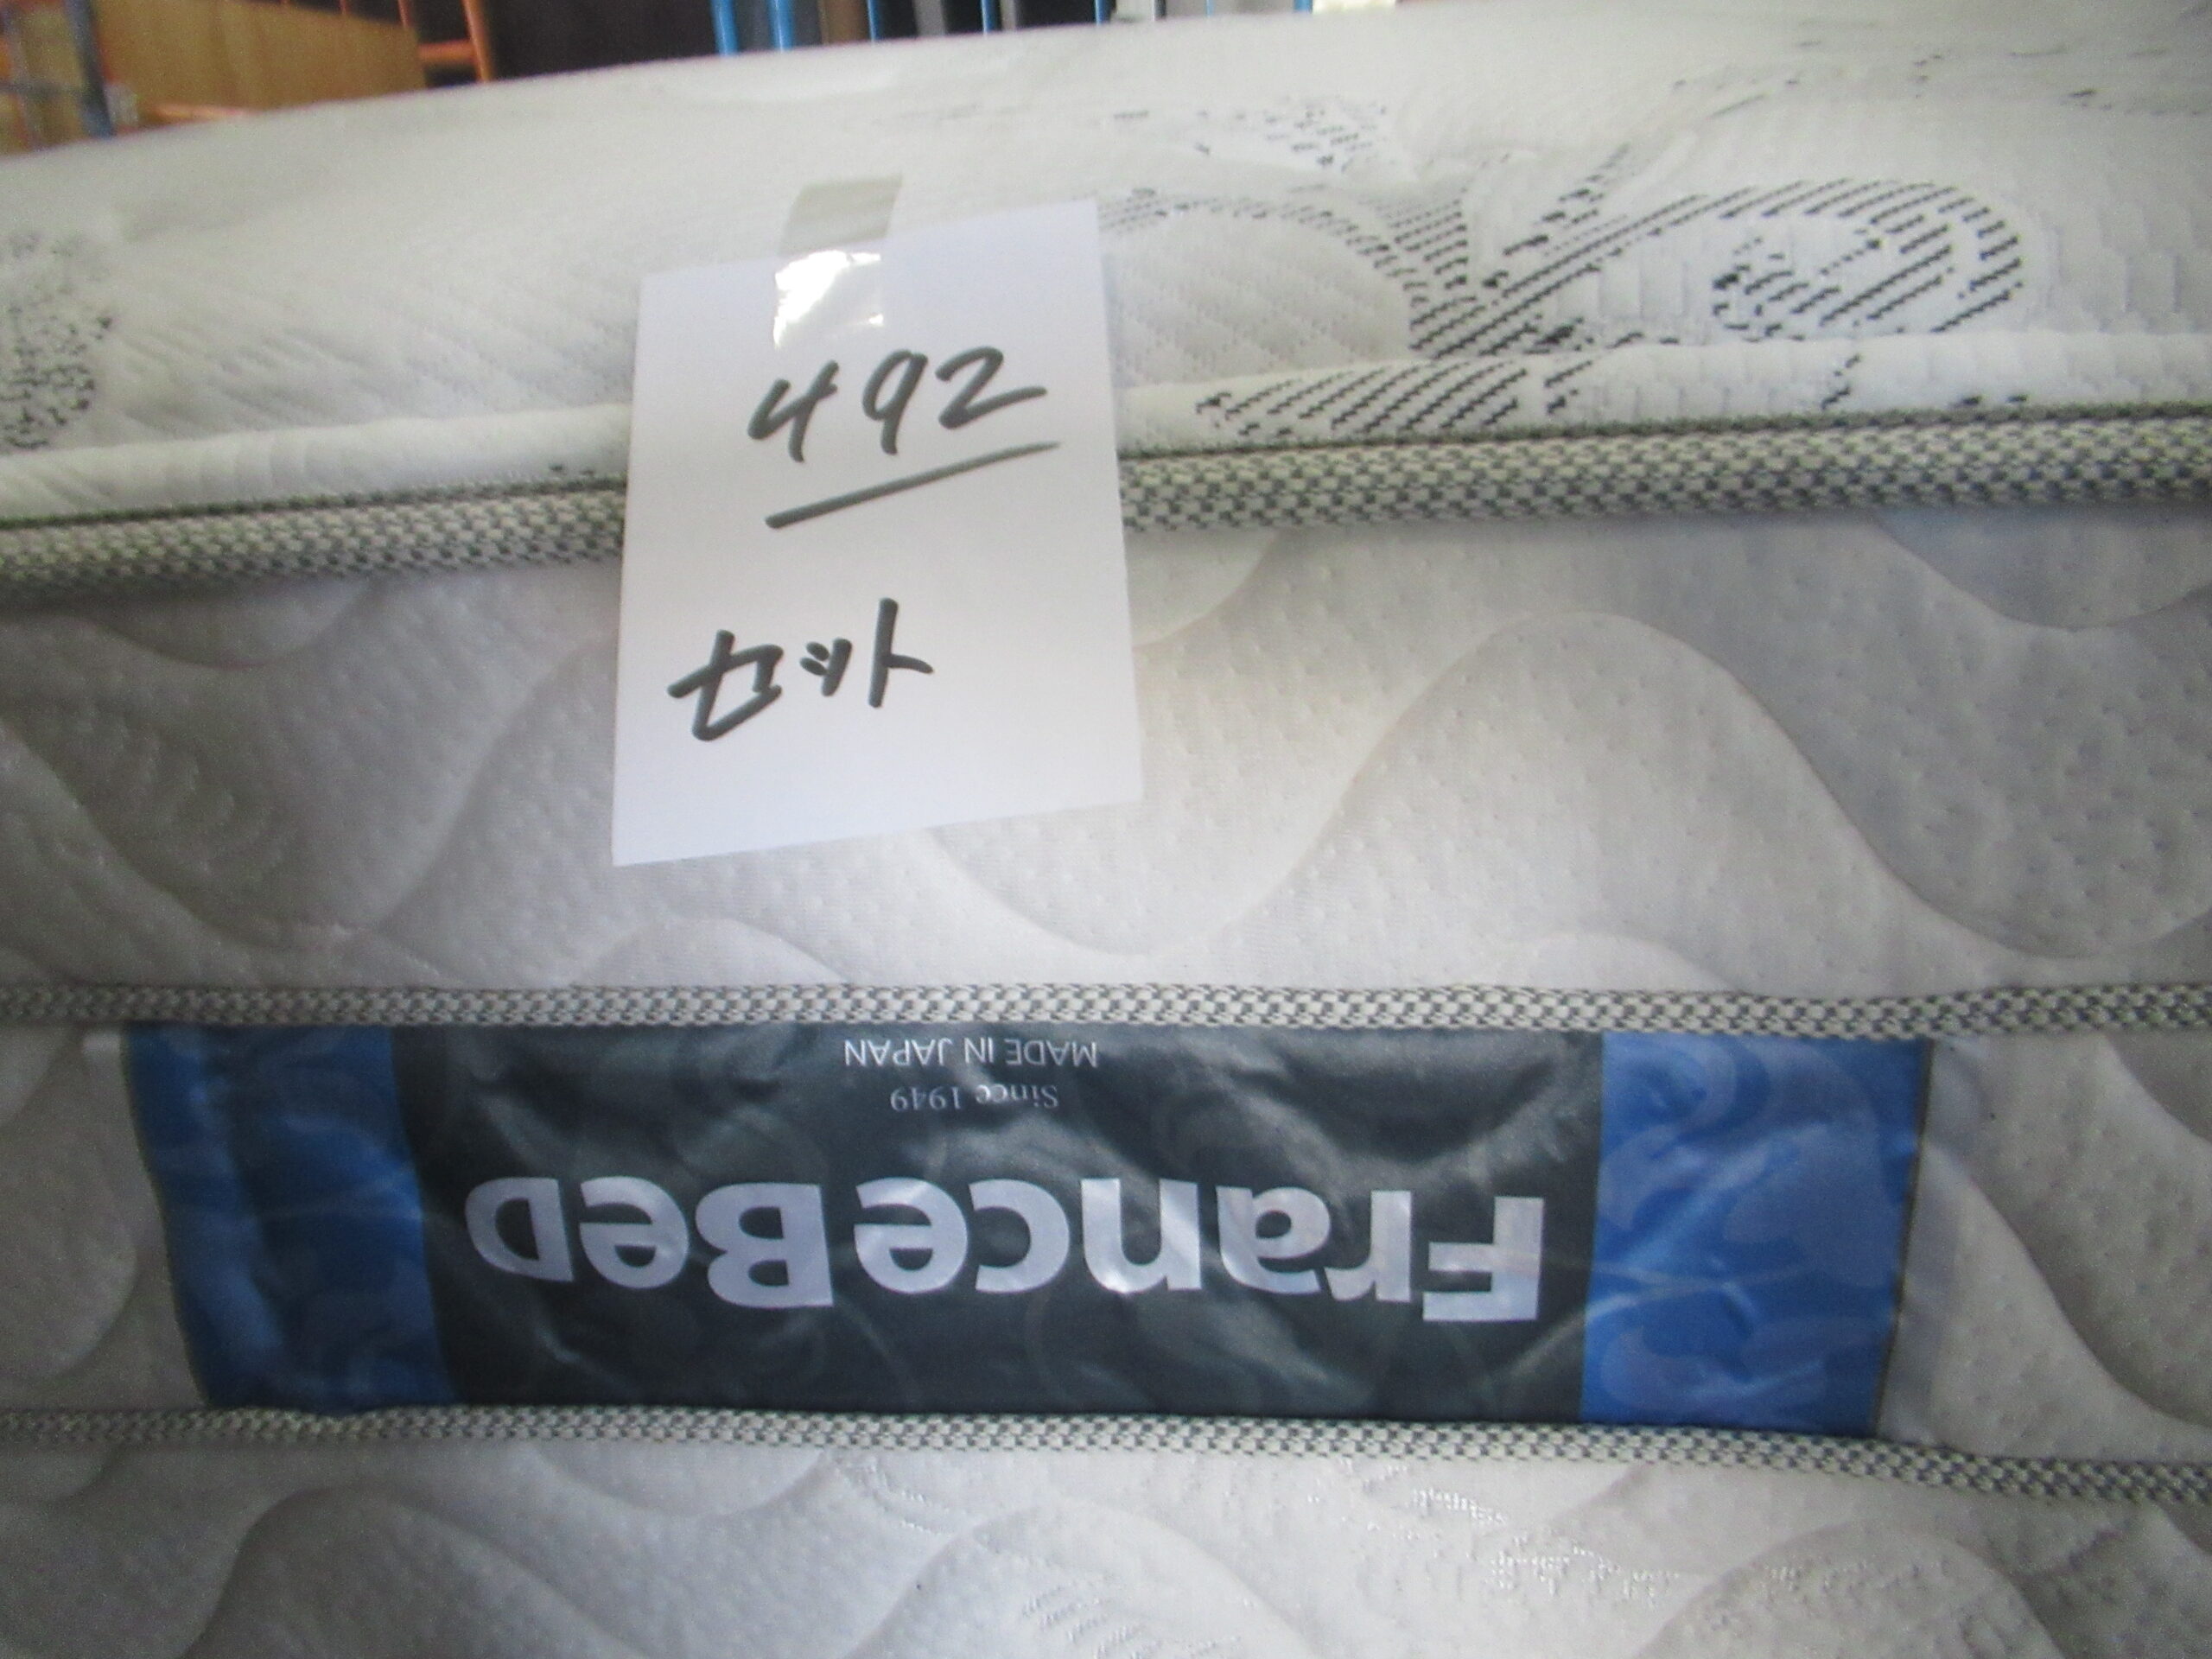 492
セット
FranceBeD
Since 1949
MADE IN JAPAN